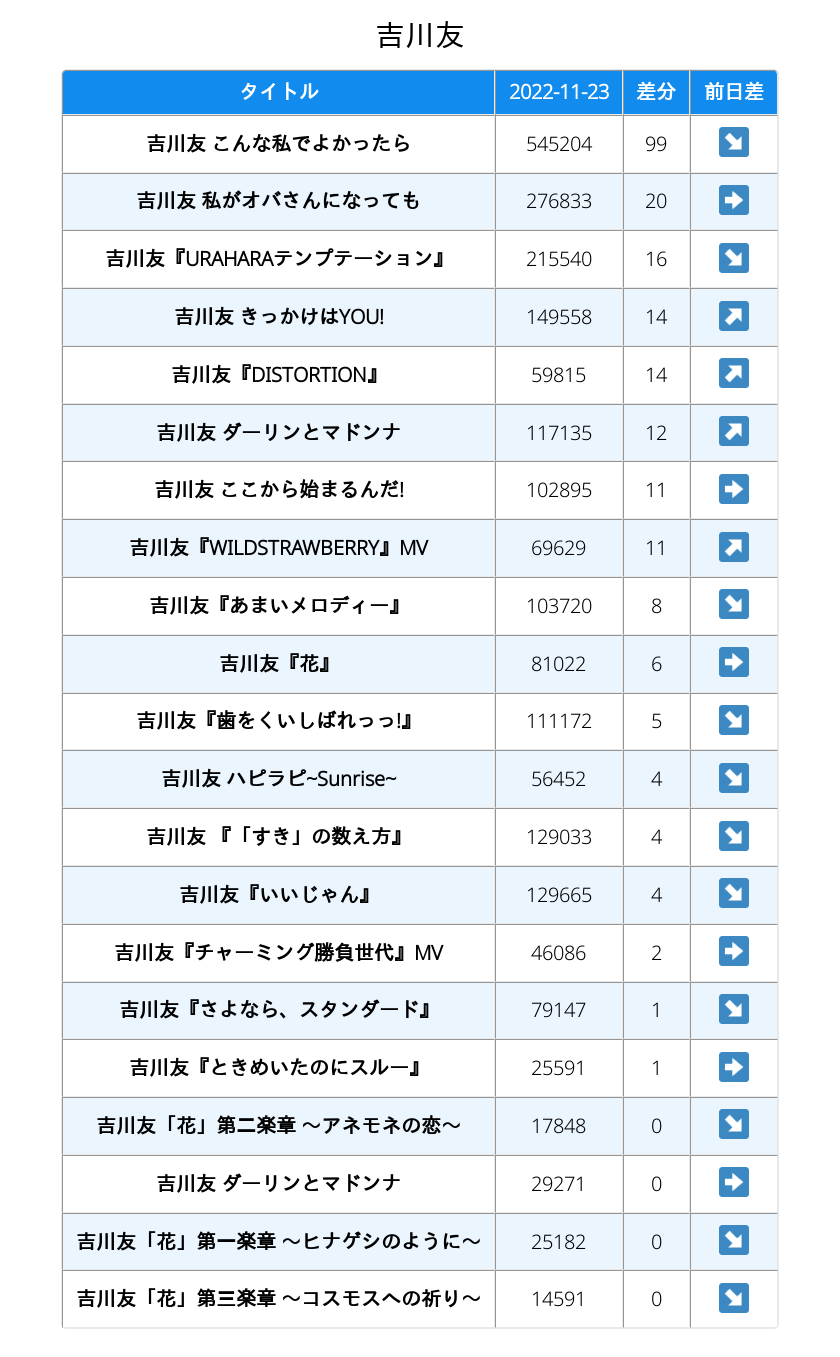 吉川友
タイトル 2022-11-23 差分 前日差
吉川友 こんな私でよかったら 545204 99 ↘
吉川友 私がオバさんになっても 276833 20 ➡
吉川友『URAHARAテンプテーション』 215540 16 ↘
吉川友 きっかけはYOU! 149558 14 ↗
吉川友『DISTORTION』 59815 14 ↗
吉川友 ダーリンとマドンナ 117135 12 ↗
吉川友 ここから始まるんだ! 102895 11 ➡
吉川友『WILDSTRAWBERRY』MV 69629 11 ↗
吉川友『あまいメロディー』 103720 8 ↘
吉川友『花』 81022 6 ➡
吉川友『歯をくいしばれっっ!』 111172 5 ↘
吉川友 ハピラピ~Sunrise~ 56452 4 ↘
吉川友 『「すき」の数え方』 129033 4 ↘
吉川友『いいじゃん』 129665 4 ↘
吉川友『チャーミング勝負世代』MV 46086 2 ➡
吉川友『さよなら、スタンダード』 79147 1 ↘
吉川友『ときめいたのにスルー』 25591 1 ➡
吉川友「花」第二楽章 〜アネモネの恋〜 17848 0 ↘
吉川友 ダーリンとマドンナ 29271 0 ➡
吉川友「花」第一楽章 〜ヒナゲシのように〜 25182 0 ↘
吉川友「花」第三楽章 〜コスモスへの祈り〜 14591 0 ↘